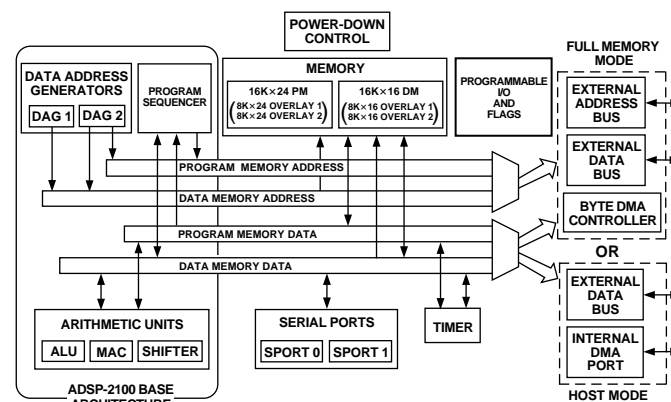 POWER-DOWN
CONTROL
FULL MEMORY
MODE
DATA ADDRESS
GENERATORS
DAG 1
DAG 2
PROGRAM
SEQUENCER
MEMORY
16K×24 PM
(8K×24 OVERLAY 1
8K×24 OVERLAY 2)
16K×16 DM
(8K×16 OVERLAY 1
8K×16 OVERLAY 2)
PROGRAMMABLE
I/O
AND
FLAGS
EXTERNAL
ADDRESS
BUS
EXTERNAL
DATA
BUS
BYTE DMA
CONTROLLER
PROGRAM MEMORY ADDRESS
DATA MEMORY ADDRESS
PROGRAM MEMORY DATA
DATA MEMORY DATA
OR
EXTERNAL
DATA
BUS
INTERNAL
DMA
PORT
HOST MODE
ARITHMETIC UNITS
ALU
MAC
SHIFTER
SERIAL PORTS
SPORT 0
SPORT 1
TIMER
ADSP-2100 BASE
ARCHITECTURE